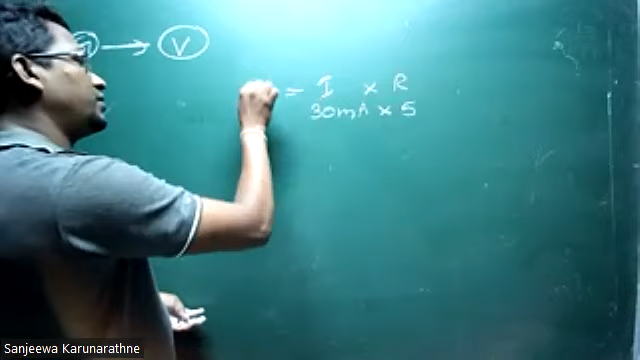 → V
= I × R
30mA × 5
Sanjeewa Karunarathne